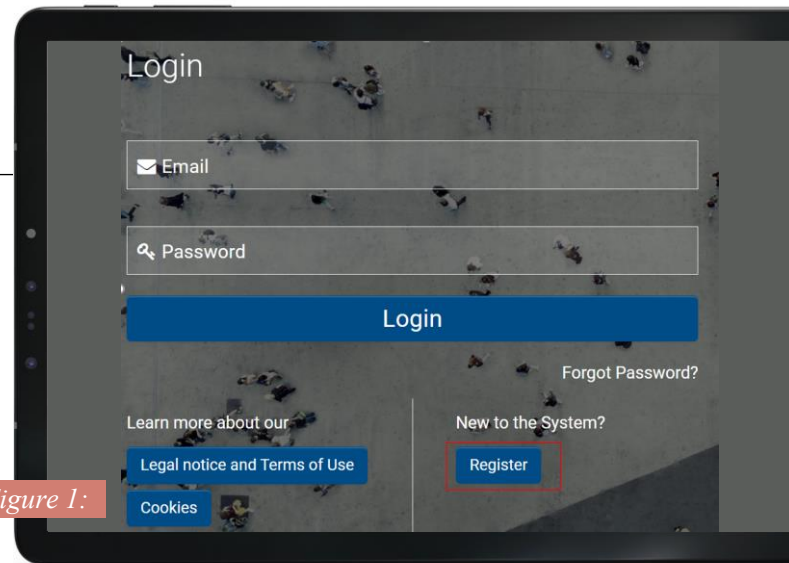 Login
Email
Password
Login
Forgot Password?
Learn more about our
New to the System?
Legal notice and Terms of Use
Register
Cookies
igure 1: